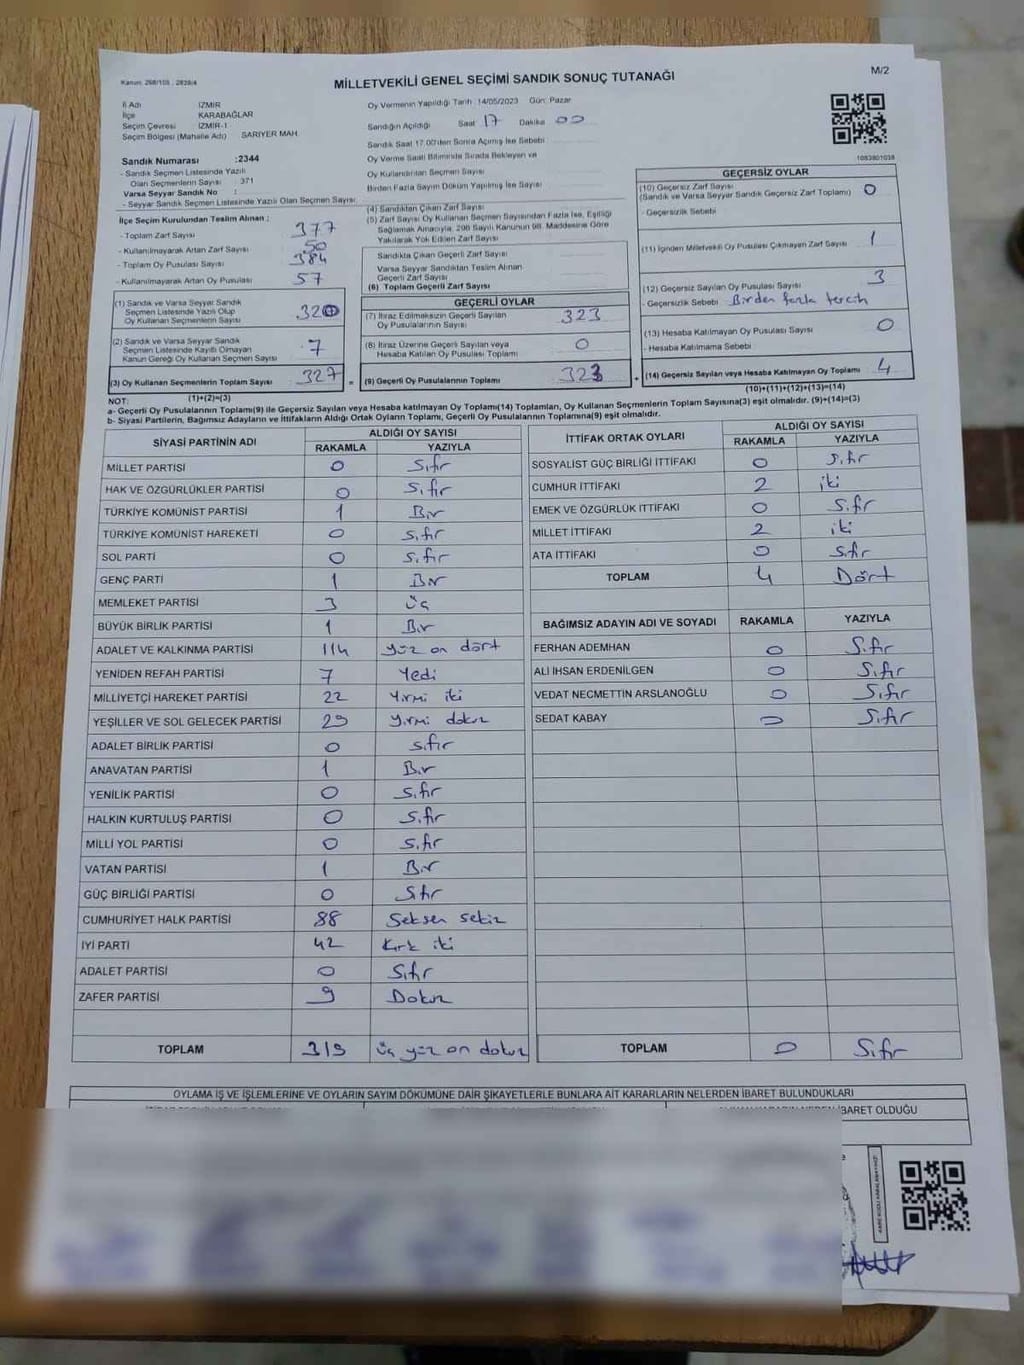 Kanun: 298/105 : 2839/4
MİLLETVEKİLİ GENEL SEÇİMİ SANDIK SONUÇ TUTANAĞI
M/2
İl Adı İZMİR
İlçe KARABAĞLAR
Seçim Çevresi İZMİR-1
Seçim Bölgesi (Mahalle Adı) SARIYER MAH.
Oy Vermenin Yapıldığı Tarih :14/05/2023 Gün: Pazar
Sandığın Açıldığı Saat 17 Dakika 00
Sandık Saat 17.00'den Sonra Açılmış İse Sebebi
Oy Verme Saati Bitiminde Sırada Bekleyen ve
Oy Kullandırılan Seçmen Sayısı
Birden Fazla Sayım Döküm Yapılmış İse Sayısı
Sandık Numarası :2344
- Sandık Seçmen Listesinde Yazılı
Olan Seçmenlerin Sayısı : 371
Varsa Seyyar Sandık No :
- Seyyar Sandık Seçmen Listesinde Yazılı Olan Seçmen Sayısı:
İlçe Seçim Kurulundan Teslim Alınan ;
- Toplam Zarf Sayısı 377
- Kullanılmayarak Artan Zarf Sayısı 50
- Toplam Oy Pusulası Sayısı 384
- Kullanılmayarak Artan Oy Pusulası 57
(1) Sandık ve Varsa Seyyar Sandık
Seçmen Listesinde Yazılı Olup
Oy Kullanan Seçmenlerin Sayısı 320
(2) Sandık ve Varsa Seyyar Sandık
Seçmen Listesinde Kayıtlı Olmayan
Kanun Gereği Oy Kullanan Seçmen Sayısı 7
(3) Oy Kullanan Seçmenlerin Toplam Sayısı 327
(1)+(2)=(3)
(4) Sandıktan Çıkan Zarf Sayısı
(5) Zarf Sayısı Oy Kullanan Seçmen Sayısından Fazla İse, Eşitliği
Sağlamak Amacıyla, 298 Sayılı Kanunun 98. Maddesine Göre
Yakılarak Yok Edilen Zarf Sayısı
Sandıkta Çıkan Geçerli Zarf Sayısı
Varsa Seyyar Sandıktan Teslim Alınan
Geçerli Zarf Sayısı
(6) Toplam Geçerli Zarf Sayısı
GEÇERLİ OYLAR
(7) İtiraz Edilmeksizin Geçerli Sayılan
Oy Pusulalarının Sayısı 323
(8) İtiraz Üzerine Geçerli Sayılan veya
Hesaba Katılan Oy Pusulası Toplamı 0
= (9) Geçerli Oy Pusulalarının Toplamı 323
GEÇERSİZ OYLAR
(10) Geçersiz Zarf Sayısı
(Sandık ve Varsa Seyyar Sandık Geçersiz Zarf Toplamı) 0
- Geçersizlik Sebebi
(11) İçinden Milletvekili Oy Pusulası Çıkmayan Zarf Sayısı 1
(12) Geçersiz Sayılan Oy Pusulası Sayısı 3
- Geçersizlik Sebebi Birden fazla tercih
(13) Hesaba Katılmayan Oy Pusulası Sayısı 0
- Hesaba Katılmama Sebebi
+ (14) Geçersiz Sayılan veya Hesaba Katılmayan Oy Toplamı 4
(10)+(11)+(12)+(13)=(14)
NOT:
a- Geçerli Oy Pusulalarının Toplamı(9) ile Geçersiz Sayılan veya Hesaba katılmayan Oy Toplamı(14) Toplamları, Oy Kullanan Seçmenlerin Toplam Sayısına(3) eşit olmalıdır. (9)+(14)=(3)
b- Siyasi Partilerin, Bağımsız Adayların ve İttifakların Aldığı Ortak Oyların Toplamı, Geçerli Oy Pusulalarının Toplamına(9) eşit olmalıdır.
SİYASİ PARTİNİN ADI ALDIĞI OY SAYISI
RAKAMLA YAZIYLA
MİLLET PARTİSİ 0 Sıfır
HAK VE ÖZGÜRLÜKLER PARTİSİ 0 Sıfır
TÜRKİYE KOMÜNİST PARTİSİ 1 Bir
TÜRKİYE KOMÜNİST HAREKETİ 0 Sıfır
SOL PARTİ 0 Sıfır
GENÇ PARTİ 1 Bir
MEMLEKET PARTİSİ 3 üç
BÜYÜK BİRLİK PARTİSİ 1 Bir
ADALET VE KALKINMA PARTİSİ 114 yüz on dört
YENİDEN REFAH PARTİSİ 7 Yedi
MİLLİYETÇİ HAREKET PARTİSİ 22 Yirmi iki
YEŞİLLER VE SOL GELECEK PARTİSİ 29 Yirmi dokuz
ADALET BİRLİK PARTİSİ 0 sıfır
ANAVATAN PARTİSİ 1 Bir
YENİLİK PARTİSİ 0 Sıfır
HALKIN KURTULUŞ PARTİSİ 0 Sıfır
MİLLİ YOL PARTİSİ 0 Sıfır
VATAN PARTİSİ 1 Bir
GÜÇ BİRLİĞİ PARTİSİ 0 Sıfır
CUMHURİYET HALK PARTİSİ 88 Seksen sekiz
İYİ PARTİ 42 Kırk iki
ADALET PARTİSİ 0 Sıfır
ZAFER PARTİSİ 9 Dokuz
TOPLAM 319 üç yüz on dokuz
İTTİFAK ORTAK OYLARI ALDIĞI OY SAYISI
RAKAMLA YAZIYLA
SOSYALİST GÜÇ BİRLİĞİ İTTİFAKI 0 Sıfır
CUMHUR İTTİFAKI 2 iki
EMEK VE ÖZGÜRLÜK İTTİFAKI 0 Sıfır
MİLLET İTTİFAKI 2 iki
ATA İTTİFAKI 0 Sıfır
TOPLAM 4 Dört
BAĞIMSIZ ADAYIN ADI VE SOYADI RAKAMLA YAZIYLA
FERHAN ADEMHAN 0 Sıfır
ALİ İHSAN ERDENİLGEN 0 Sıfır
VEDAT NECMETTİN ARSLANOĞLU 0 Sıfır
SEDAT KABAY 0 Sıfır
TOPLAM 0 Sıfır
OYLAMA İŞ VE İŞLEMLERİNE VE OYLARIN SAYIM DÖKÜMÜNE DAİR ŞİKAYETLERLE BUNLARA AİT KARARLARIN NELERDEN İBARET BULUNDUKLARI
İBARET OLDUĞU